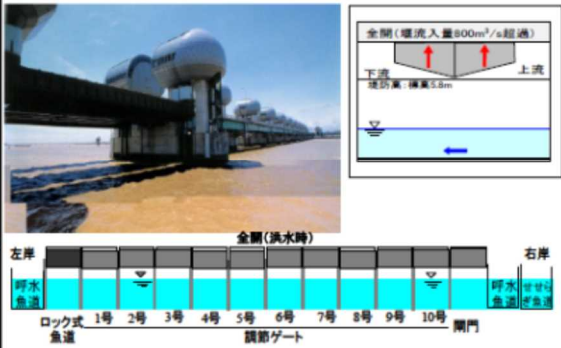 全開(堰流入量800m³/s超過)
下流
上流
堤防高:標高5.8m
全開(洪水時)
左岸
右岸
呼水
魚道
呼水
魚道
せせら
ぎ魚道
ロック式
魚道
1号 2号 3号 4号 5号 6号 7号 8号 9号 10号
閘門
調節ゲート